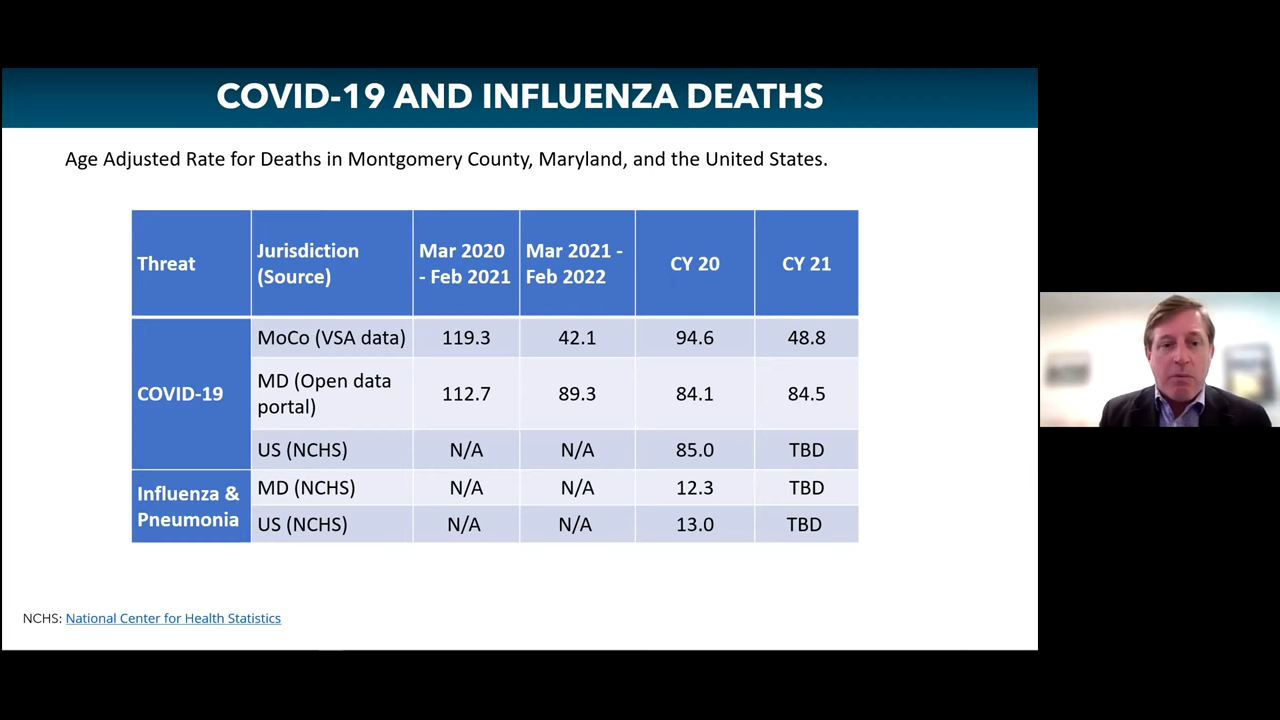 COVID-19 AND INFLUENZA DEATHS
Age Adjusted Rate for Deaths in Montgomery County, Maryland, and the United States.
Threat
Jurisdiction
(Source)
Mar 2020
- Feb 2021
Mar 2021 -
Feb 2022
CY 20
CY 21
COVID-19
MoCo (VSA data)
119.3
42.1
94.6
48.8
MD (Open data
portal)
112.7
89.3
84.1
84.5
US (NCHS)
N/A
N/A
85.0
TBD
Influenza &
Pneumonia
MD (NCHS)
N/A
N/A
12.3
TBD
US (NCHS)
N/A
N/A
13.0
TBD
NCHS: National Center for Health Statistics